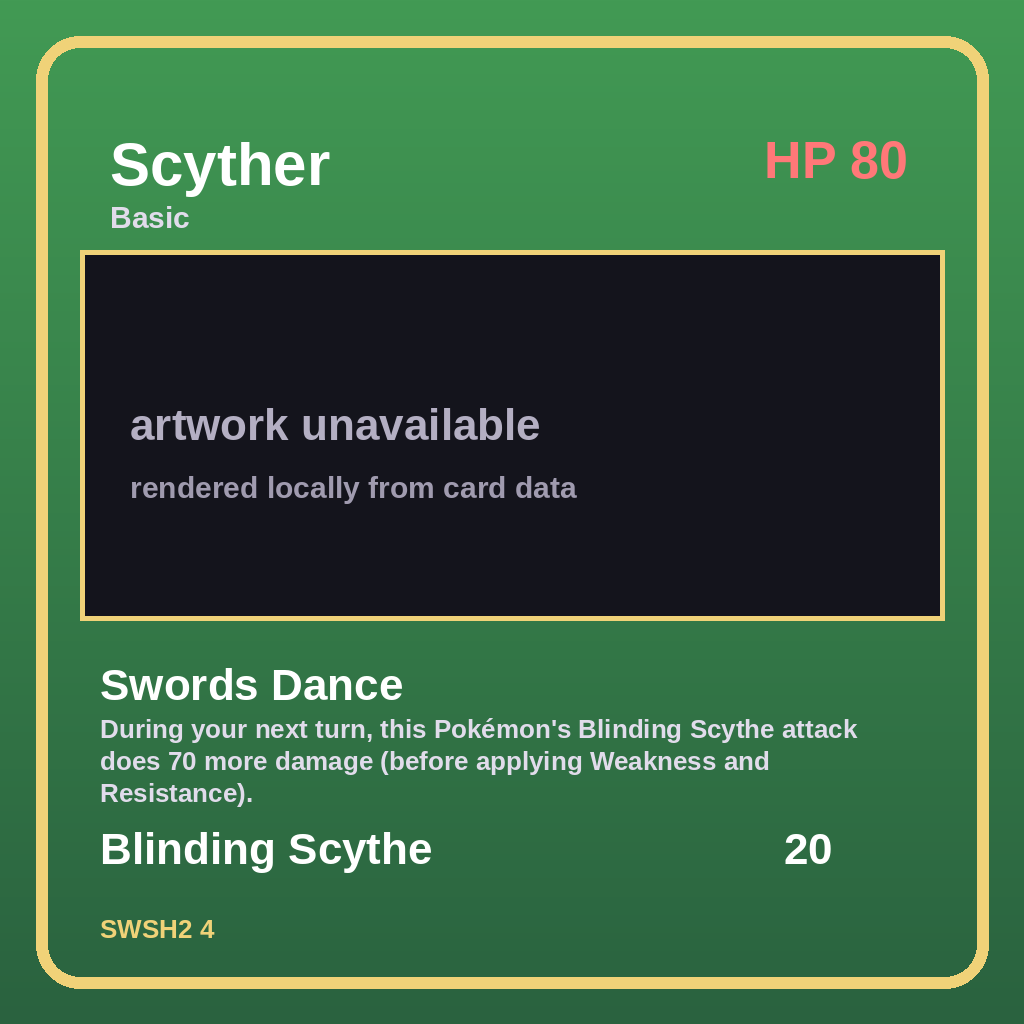 Scyther
HP 80
Basic
artwork unavailable
rendered locally from card data
Swords Dance
During your next turn, this Pokémon's Blinding Scythe attack
does 70 more damage (before applying Weakness and
Resistance).
Blinding Scythe 20
SWSH2 4